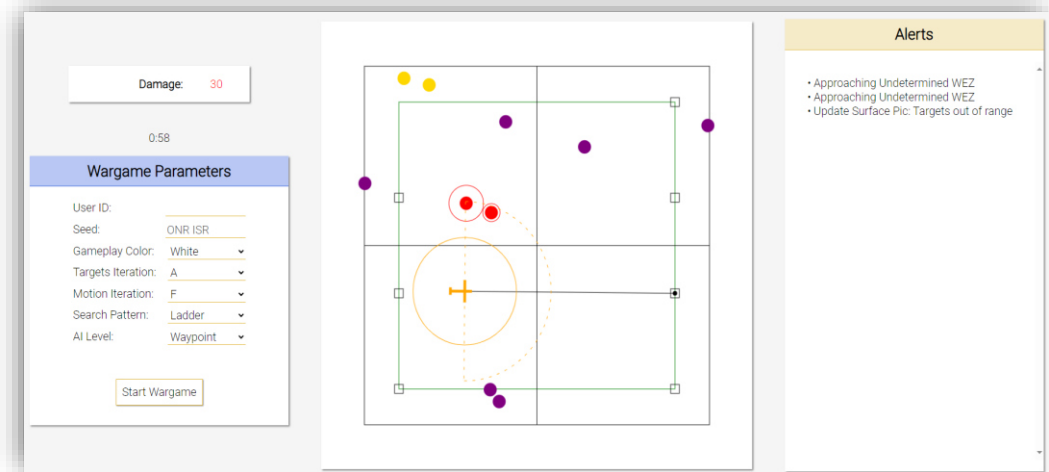 Damage: 30
0:58
Wargame Parameters
User ID:
Seed: ONR ISR
Gameplay Color: White
Targets Iteration: A
Motion Iteration: F
Search Pattern: Ladder
AI Level: Waypoint
Start Wargame
Alerts
• Approaching Undetermined WEZ
• Approaching Undetermined WEZ
• Update Surface Pic: Targets out of range